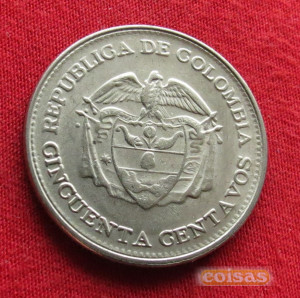 REPUBLICA DE COLOMBIA
CINCUENTA CENTAVOS
coisas